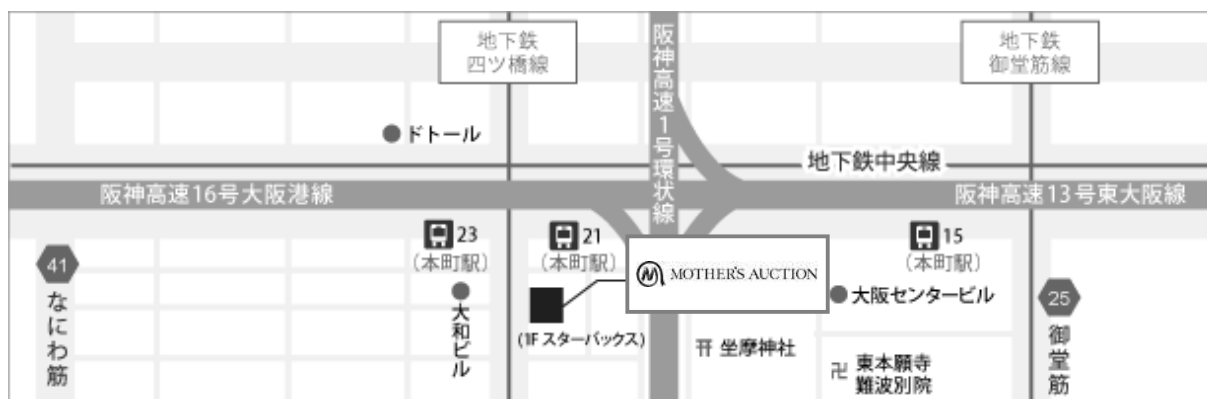 地下鉄
四ツ橋線
阪神高速1号環状線
地下鉄
御堂筋線
ドトール
地下鉄中央線
阪神高速16号大阪港線
阪神高速13号東大阪線
23
(本町駅)
21
(本町駅)
15
(本町駅)
41
なにわ筋
大和ビル
(1F スターバックス)
MOTHER'S AUCTION
大阪センタービル
25
御堂筋
坐摩神社
東本願寺
難波別院